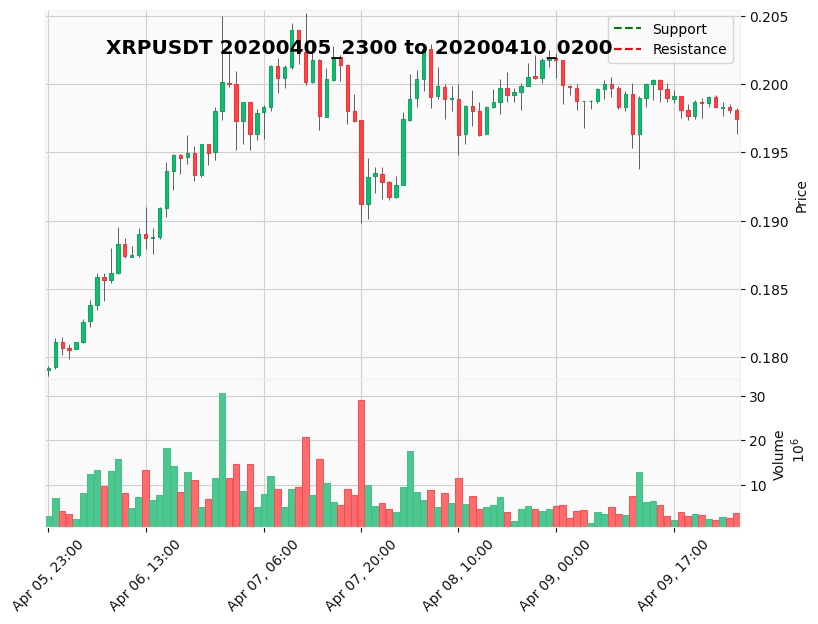 XRPUSDT 20200405_2300 to 20200410_0200
Support
Resistance
0.205
0.200
0.195
0.190
0.185
0.180
Price
30
20
10
Volume
10^6
Apr 05, 23:00
Apr 06, 13:00
Apr 07, 06:00
Apr 07, 20:00
Apr 08, 10:00
Apr 09, 00:00
Apr 09, 17:00